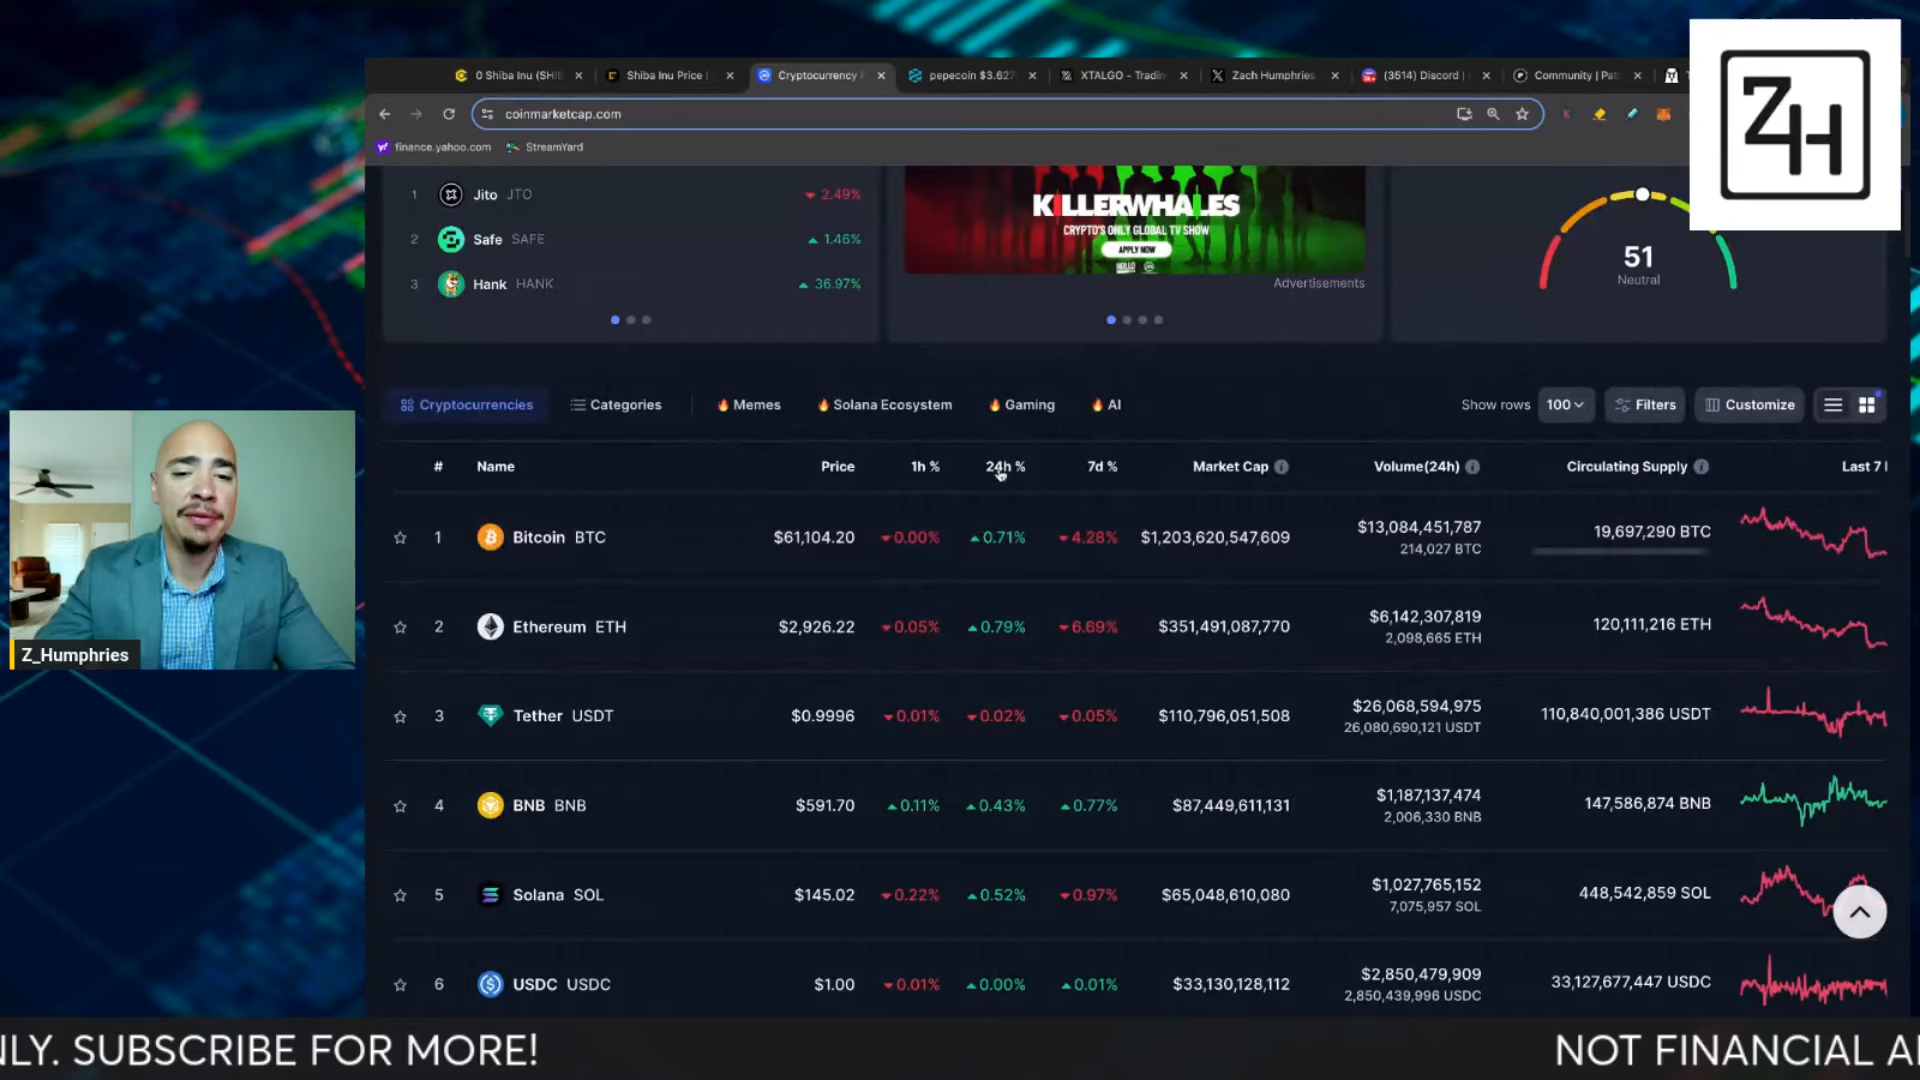 0 Shiba Inu (SHIB
Shiba Inu Price |
Cryptocurrency P
pepecoin $3.627
XTALGO - Tradin
Zach Humphries
(3514) Discord |
Community | Pat
ZH
coinmarketcap.com
finance.yahoo.com
StreamYard
1 Jito JTO 2.49%
2 Safe SAFE 1.46%
3 Hank HANK 36.97%
KILLERWHALES
CRYPTO'S ONLY GLOBAL TV SHOW
APPLY NOW
HELLO
Advertisements
51
Neutral
Cryptocurrencies Categories Memes Solana Ecosystem Gaming AI Show rows 100 Filters Customize
# Name Price 1h % 24h % 7d % Market Cap Volume(24h) Circulating Supply Last 7
1 Bitcoin BTC $61,104.20 0.00% 0.71% 4.28% $1,203,620,547,609 $13,084,451,787 19,697,290 BTC
214,027 BTC
2 Ethereum ETH $2,926.22 0.05% 0.79% 6.69% $351,491,087,770 $6,142,307,819 120,111,216 ETH
2,098,665 ETH
3 Tether USDT $0.9996 0.01% 0.02% 0.05% $110,796,051,508 $26,068,594,975 110,840,001,386 USDT
26,080,690,121 USDT
4 BNB BNB $591.70 0.11% 0.43% 0.77% $87,449,611,131 $1,187,137,474 147,586,874 BNB
2,006,330 BNB
5 Solana SOL $145.02 0.22% 0.52% 0.97% $65,048,610,080 $1,027,765,152 448,542,859 SOL
7,075,957 SOL
6 USDC USDC $1.00 0.01% 0.00% 0.01% $33,130,128,112 $2,850,479,909 33,127,677,447 USDC
2,850,439,996 USDC
Z_Humphries
NLY. SUBSCRIBE FOR MORE! NOT FINANCIAL A